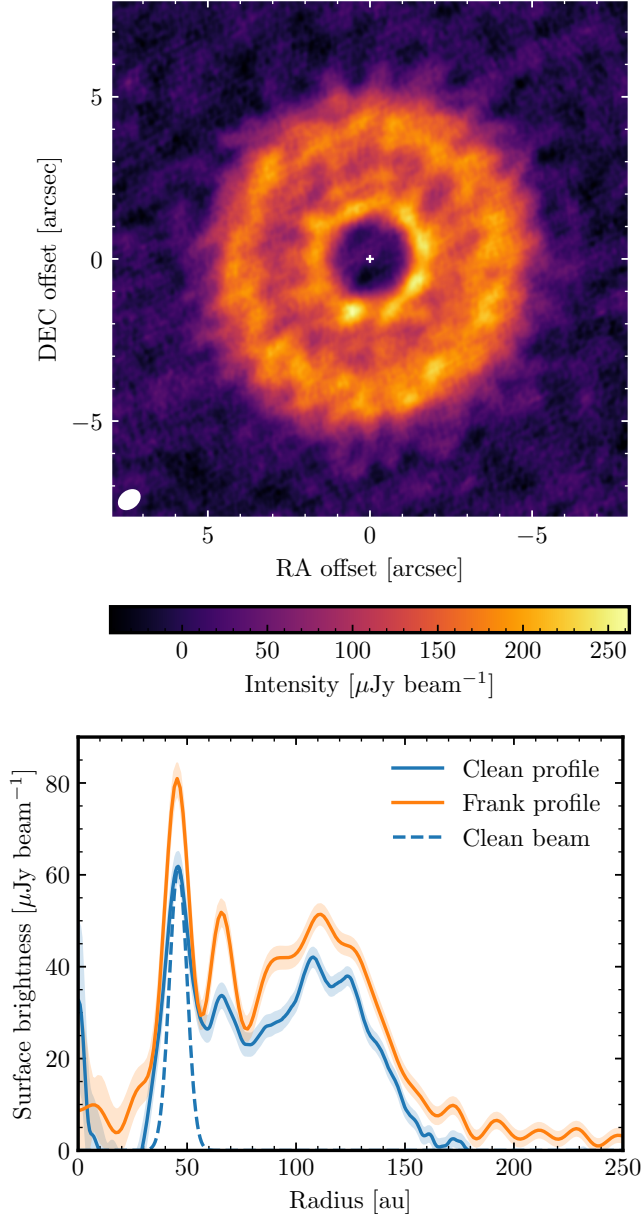 5
0
−5
DEC offset [arcsec]
5 0 −5
RA offset [arcsec]
0 50 100 150 200 250
Intensity [μJy beam⁻¹]
80
60
40
20
0
Surface brightness [μJy beam⁻¹]
Clean profile
Frank profile
Clean beam
0 50 100 150 200 250
Radius [au]